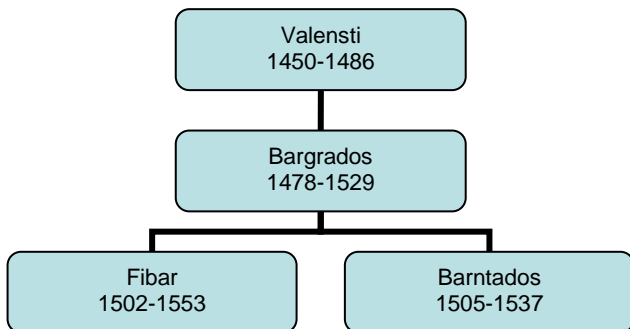 Valensti
1450-1486
Bargrados
1478-1529
Fibar
1502-1553
Barntados
1505-1537